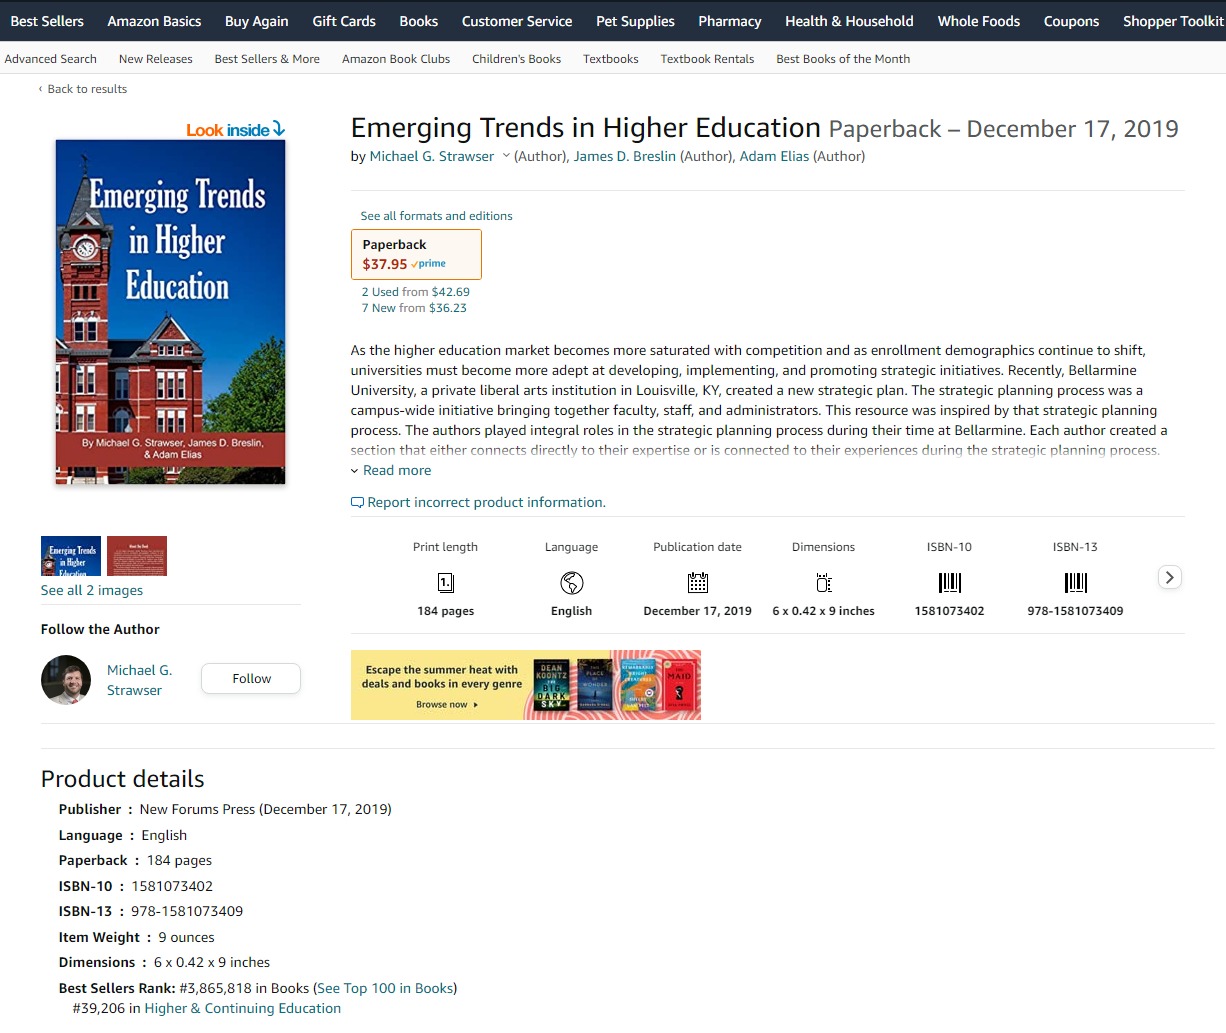 Best Sellers Amazon Basics Buy Again Gift Cards Books Customer Service Pet Supplies Pharmacy Health & Household Whole Foods Coupons Shopper Toolkit
Advanced Search New Releases Best Sellers & More Amazon Book Clubs Children's Books Textbooks Textbook Rentals Best Books of the Month
‹ Back to results
Look inside
Emerging Trends
in Higher
Education
By Michael G. Strawser, James D. Breslin,
& Adam Elias
Emerging Trends
in Higher
Education
See all 2 images
Follow the Author
Michael G.
Strawser
Follow
Emerging Trends in Higher Education Paperback – December 17, 2019
by Michael G. Strawser (Author), James D. Breslin (Author), Adam Elias (Author)
See all formats and editions
Paperback
$37.95 prime
2 Used from $42.69
7 New from $36.23
As the higher education market becomes more saturated with competition and as enrollment demographics continue to shift,
universities must become more adept at developing, implementing, and promoting strategic initiatives. Recently, Bellarmine
University, a private liberal arts institution in Louisville, KY, created a new strategic plan. The strategic planning process was a
campus-wide initiative bringing together faculty, staff, and administrators. This resource was inspired by that strategic planning
process. The authors played integral roles in the strategic planning process during their time at Bellarmine. Each author created a
section that either connects directly to their expertise or is connected to their experiences during the strategic planning process.
Read more
Report incorrect product information.
Print length Language Publication date Dimensions ISBN-10 ISBN-13
184 pages English December 17, 2019 6 x 0.42 x 9 inches 1581073402 978-1581073409
Escape the summer heat with
deals and books in every genre
Browse now
DEAN
KOONTZ
THE
BIG
DARK
SKY
THE MAID
Product details
Publisher : New Forums Press (December 17, 2019)
Language : English
Paperback : 184 pages
ISBN-10 : 1581073402
ISBN-13 : 978-1581073409
Item Weight : 9 ounces
Dimensions : 6 x 0.42 x 9 inches
Best Sellers Rank: #3,865,818 in Books (See Top 100 in Books)
#39,206 in Higher & Continuing Education